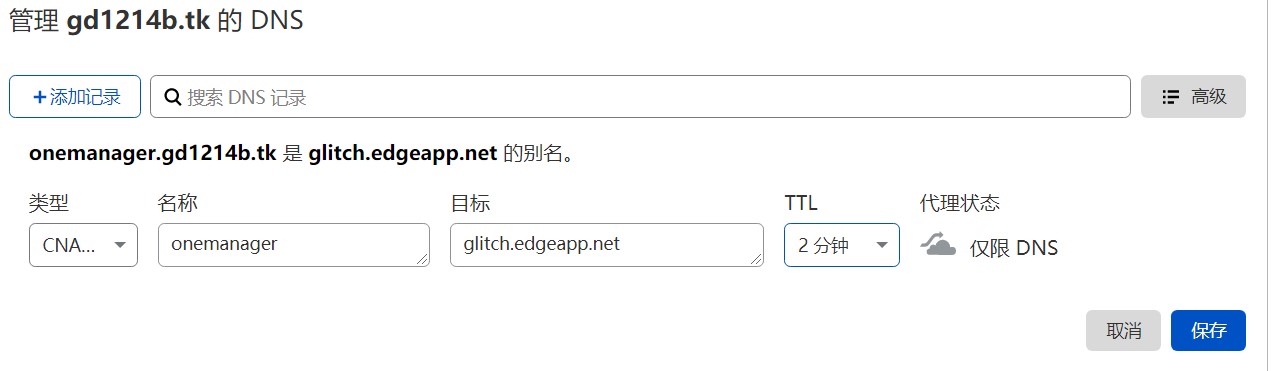 管理 gd1214b.tk 的 DNS
+添加记录 搜索 DNS 记录 高级
onemanager.gd1214b.tk 是 glitch.edgeapp.net 的别名。
类型 名称 目标 TTL 代理状态
CNA... onemanager glitch.edgeapp.net 2 分钟 仅限 DNS
取消 保存